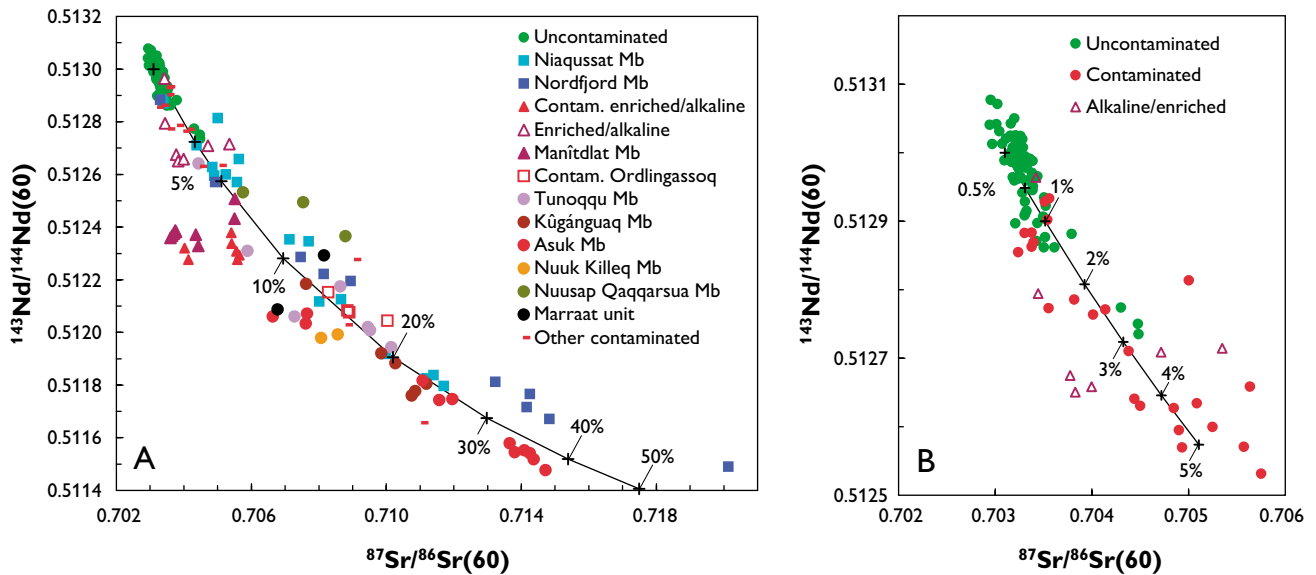 0.5132
0.5130
0.5128
0.5126
0.5124
0.5122
0.5120
0.5118
0.5116
0.5114
¹⁴³Nd/¹⁴⁴Nd(60)
0.702
0.706
0.710
0.714
0.718
⁸⁷Sr/⁸⁶Sr(60)
A
5%
10%
20%
30%
40%
50%
Uncontaminated
Niaqussat Mb
Nordfjord Mb
Contam. enriched/alkaline
Enriched/alkaline
Manîtdlat Mb
Contam. Ordlingassoq
Tunoqqu Mb
Kûgánguaq Mb
Asuk Mb
Nuuk Killeq Mb
Nuusap Qaqqarsua Mb
Marraat unit
Other contaminated
0.5131
0.5129
0.5127
0.5125
¹⁴³Nd/¹⁴⁴Nd(60)
0.702
0.703
0.704
0.705
0.706
⁸⁷Sr/⁸⁶Sr(60)
B
0.5%
1%
2%
3%
4%
5%
Uncontaminated
Contaminated
Alkaline/enriched